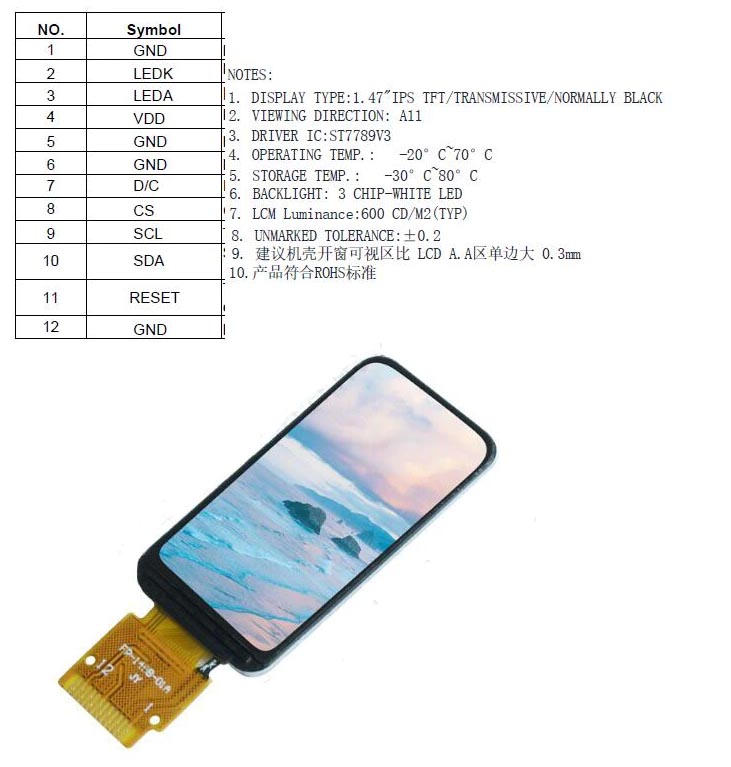 NO. Symbol
1 GND
2 LEDK
3 LEDA
4 VDD
5 GND
6 GND
7 D/C
8 CS
9 SCL
10 SDA
11 RESET
12 GND
NOTES:
1. DISPLAY TYPE:1.47"IPS TFT/TRANSMISSIVE/NORMALLY BLACK
2. VIEWING DIRECTION: A11
3. DRIVER IC:ST7789V3
4. OPERATING TEMP.: -20° C~70° C
5. STORAGE TEMP.: -30° C~80° C
6. BACKLIGHT: 3 CHIP-WHITE LED
7. LCM Luminance:600 CD/M2(TYP)
8. UNMARKED TOLERANCE:±0.2
9. 建议机壳开窗可视区比 LCD A.A区单边大 0.3mm
10.产品符合ROHS标准
JY
12
1